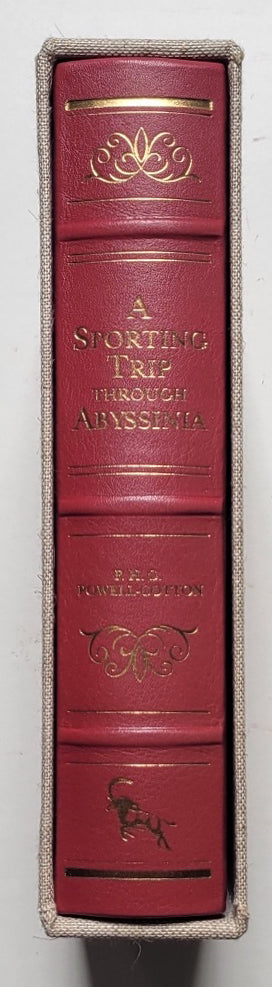 A
SPORTING
TRIP
THROUGH
ABYSSINIA
P. H. G.
POWELL-COTTON